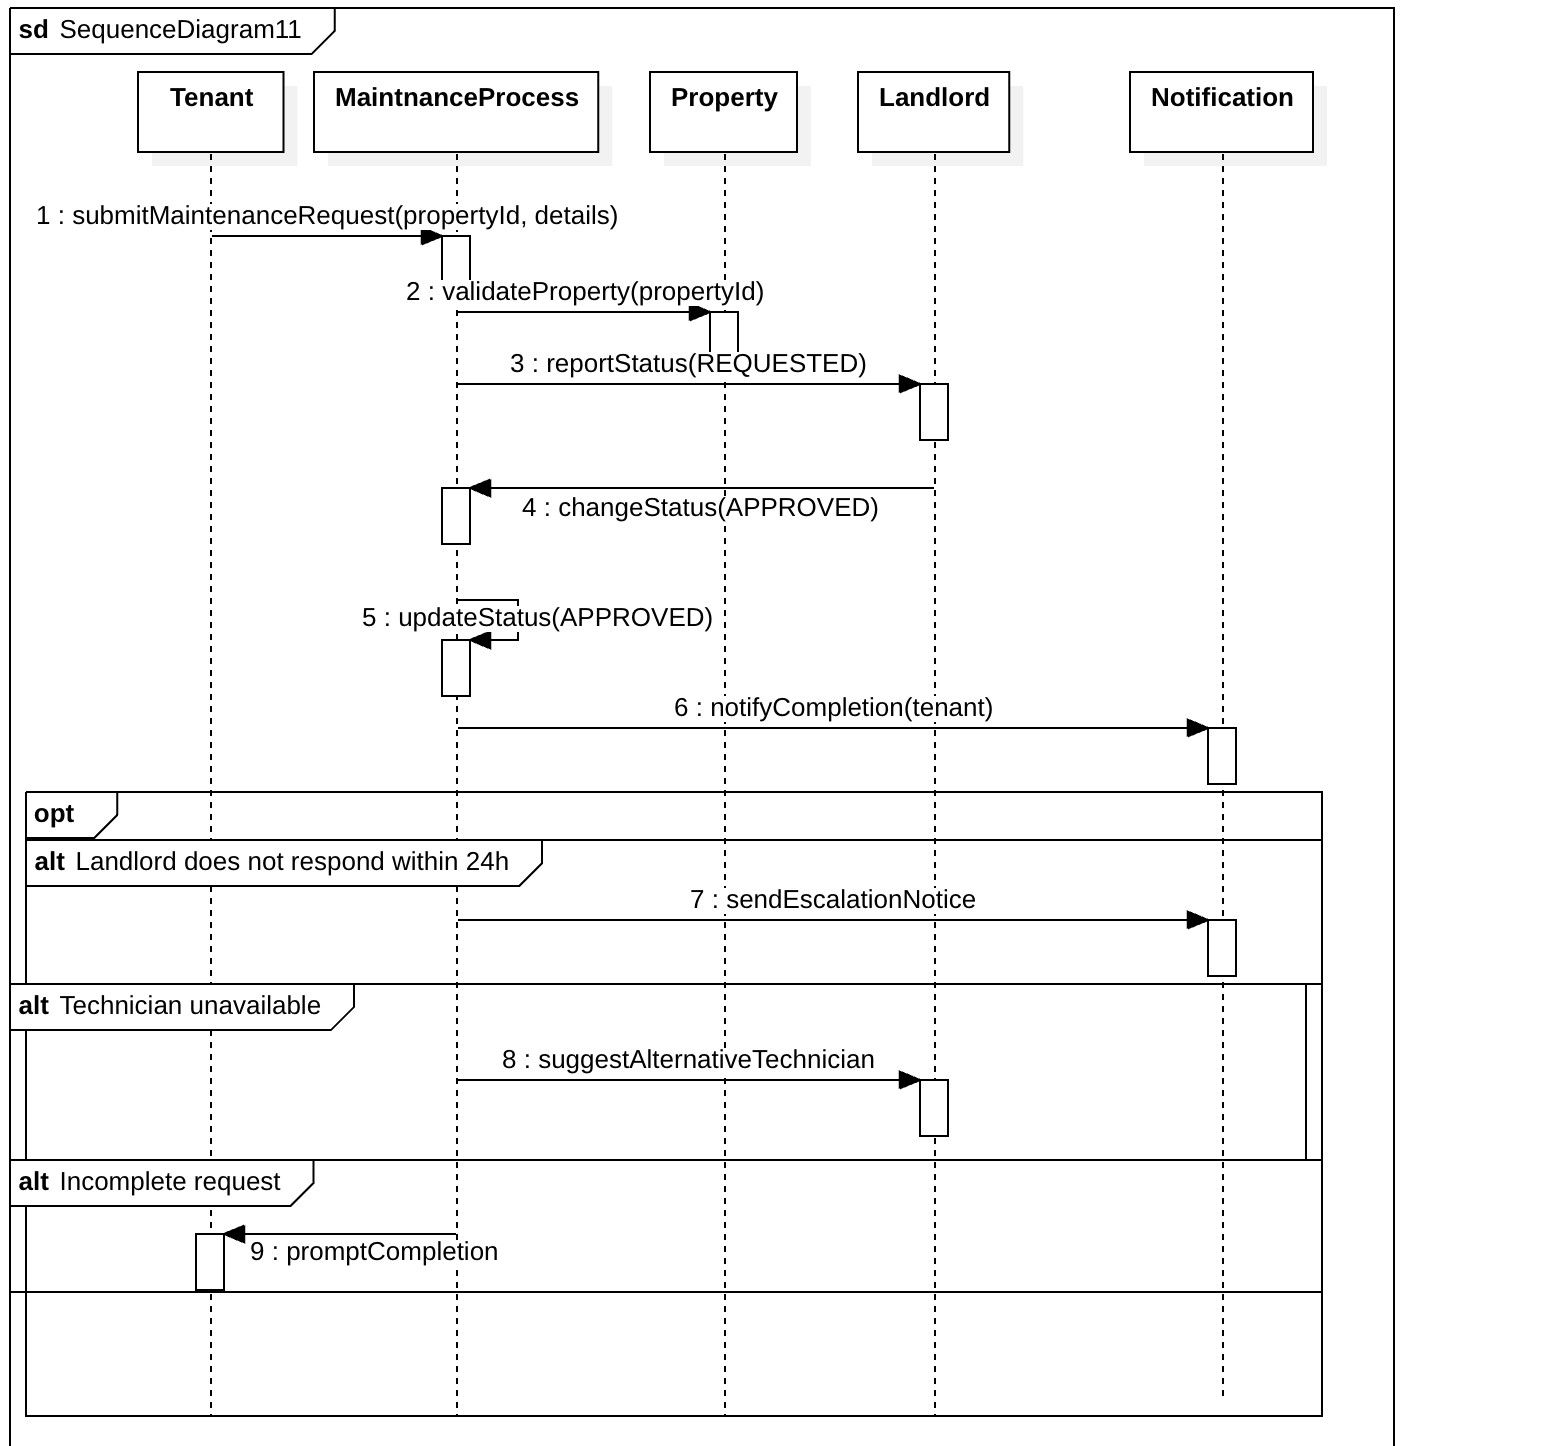 sd SequenceDiagram11
Tenant
MaintnanceProcess
Property
Landlord
Notification
1 : submitMaintenanceRequest(propertyId, details)
2 : validateProperty(propertyId)
3 : reportStatus(REQUESTED)
4 : changeStatus(APPROVED)
5 : updateStatus(APPROVED)
6 : notifyCompletion(tenant)
opt
alt Landlord does not respond within 24h
7 : sendEscalationNotice
alt Technician unavailable
8 : suggestAlternativeTechnician
alt Incomplete request
9 : promptCompletion